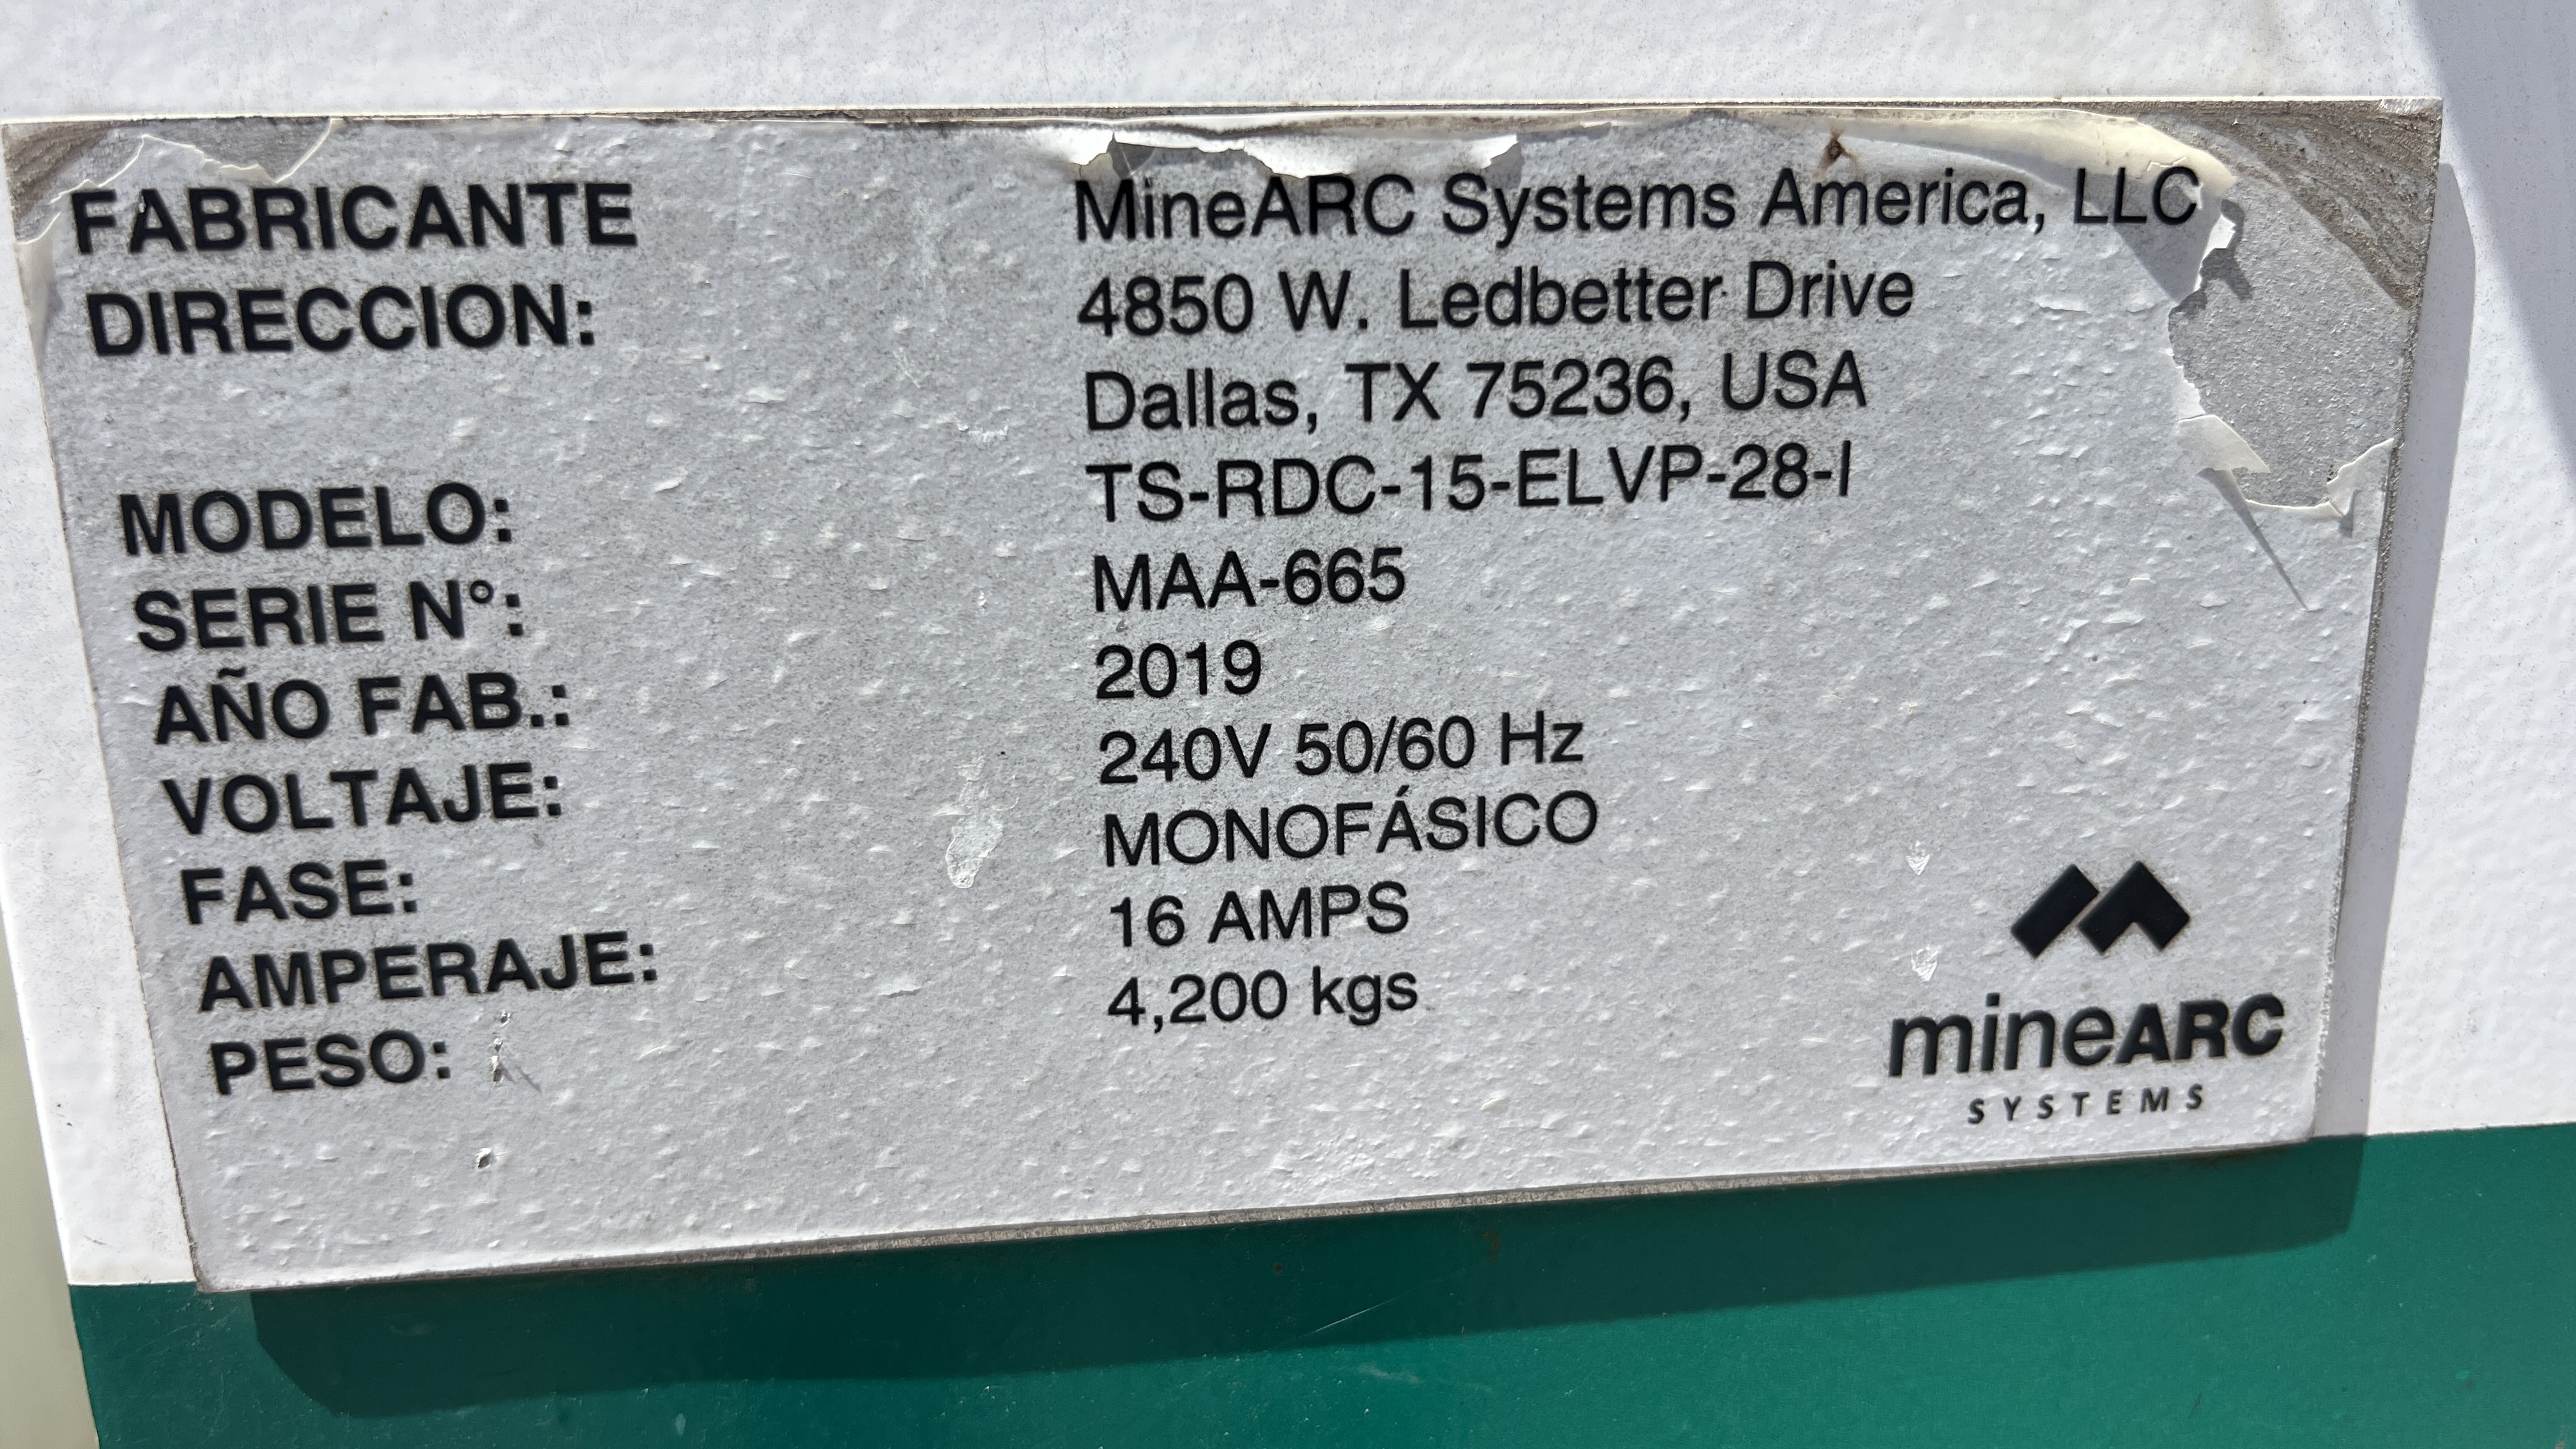 FABRICANTE MineARC Systems America, LLC
DIRECCION: 4850 W. Ledbetter Drive
Dallas, TX 75236, USA
MODELO: TS-RDC-15-ELVP-28-I
SERIE N°: MAA-665
AÑO FAB.: 2019
VOLTAJE: 240V 50/60 Hz
FASE: MONOFÁSICO
AMPERAJE: 16 AMPS
PESO: 4,200 kgs
mineARC
SYSTEMS